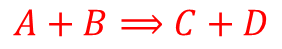 A + B ⟹ C + D